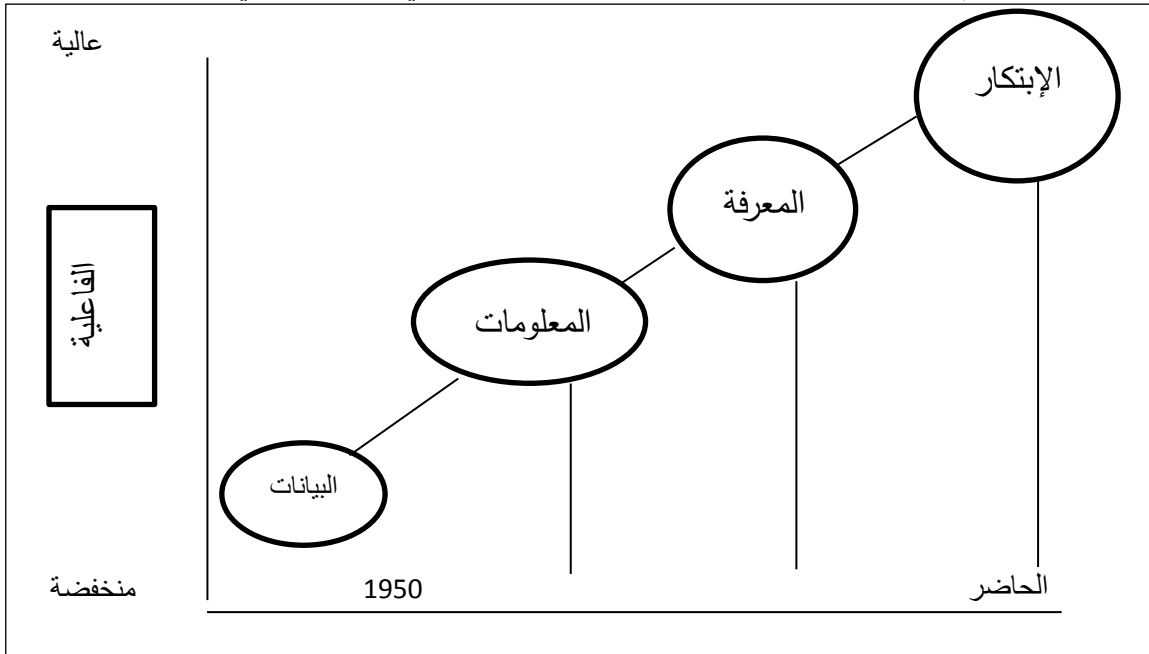 عالية
الإبتكار
المعرفة
الفاعلية
المعلومات
البيانات
منخفضة
1950
الحاضر